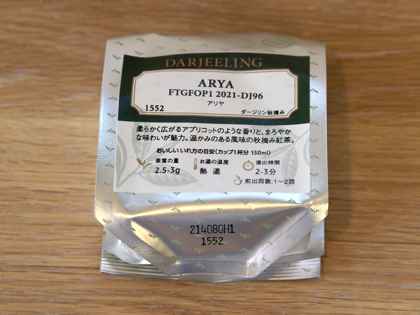 DARJEELING
ARYA
FTGFOP1 2021-DJ96
アリヤ
1552 ダージリン秋摘み
柔らかく広がるアプリコットのような香りと、まろやか
な味わいが魅力。温かみのある風味の秋摘み紅茶。
おいしいいれ方の目安(カップ1杯分 150ml)
茶葉の量 お湯の温度 浸出時間
2.5-3g 熱湯 2-3分
煎出回数:1〜2回
214080H1
1552